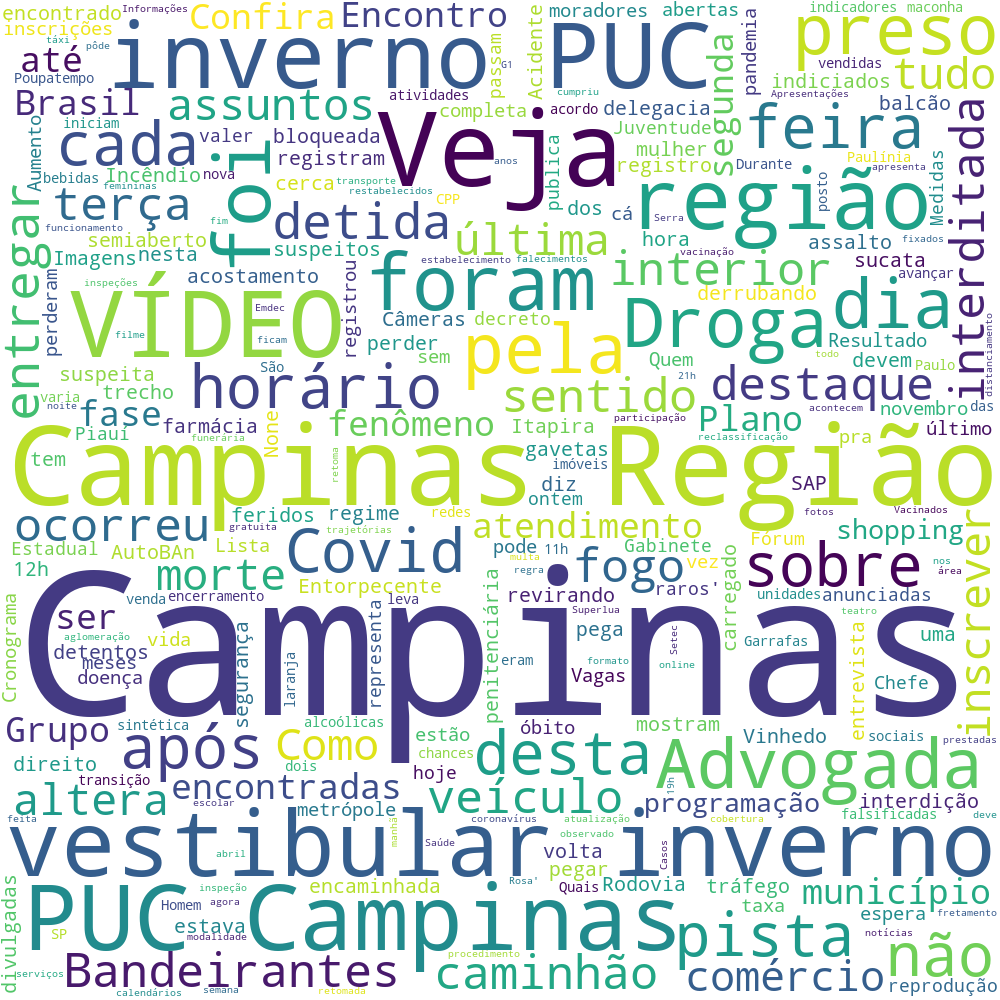 encontrado
Informações
Confira
Encontro
moradores
abertas
indicadores
maconha
inscrições
táxi
pôde
inverno
PUC
preso
passam
G1
Acidente
pandemia
vendidas
até
tudo
Poupatempo
cumpriu
indiciados
Apresentações
Brasil
assuntos
atividades
completa
acordo
delegacia
segunda
balcão
Aumento
iniciam
cada
foi
valer
bloqueada
Veja
Juventude
feira
interditada
bebidas
nova
registram
mulher
femininas
Incêndio
cerca
anos
registro
Durante
Paulínia
apresenta
transporte
restabelecidos
pública
região
posto
Medidas
entregar
terça
detida
CPP
dos
cá
Serra
funcionamento
fim
última
hora
assalto
fixados
semiaberto
suspeitos
vacinação
Imagens
nesta
estabelecimento
falecimentos
sucata
inspeções
acostamento
foram
interior
avançar
perderam
VÍDEO
registrou
derrubando
dia
Emdec
Câmeras
decreto
Droga
distanciamento
filme
ficam
perder
Resultado
suspeita
São
sem
pela
Quem
todo
Paulo
trecho
horário
21h
devem
destaque
varia
sentido
acontecem
noite
fase
farmácia
None
fenômeno
participação
Plano
novembro
das
Piauí
funerária
Itapira
gavetas
reclassificação
pra
último
tem
Campinas Região
retoma
diz
imóveis
SAP
ontem
fotos
Vacinados
ocorreu
feridos
regime
redes
atendimento
shopping
gratuita
trajetórias
Estadual
AutoBAn
Lista
Covid
pode
11h
Gabinete
vez
Fórum
inscrever
12h
muita
fogo
sobre
nos
morte
Entorpecente
regra
raros'
área
venda
encerramento
leva
revirando
carregado
unidades
anunciadas
Cronograma
ser
Campinas
Superlua
teatro
aglomeração
vida
representa
penitenciária
pega
Setec
Garrafas
entrevista
uma
detentos
segurança
eram
formato
online
meses
doença
laranja
Vagas
Chefe
Grupo
sintética
alcoólicas
estão
óbito
mostram
Vinhedo
sociais
prestadas
após
Como
chances
direito
dois
desta
Advogada
transição
hoje
19h
altera
encontradas
veículo
programação
interdição
escolar
metrópole
falsificadas
feita
manhã
coronavírus
atualização
cobertura
deve
vestibular inverno
observado
abril
Saúde
volta
Casos
divulgadas
PUC Campinas
inspeção
encaminhada
Rosa'
pegar
Quais
Rodovia
tráfego
município
Homem
agora
taxa
espera
fretamento
SP
estava
pista
não
modalidade
notícias
Bandeirantes
procedimento
caminhão
comércio
serviços
calendários
semana
retomada
reprodução